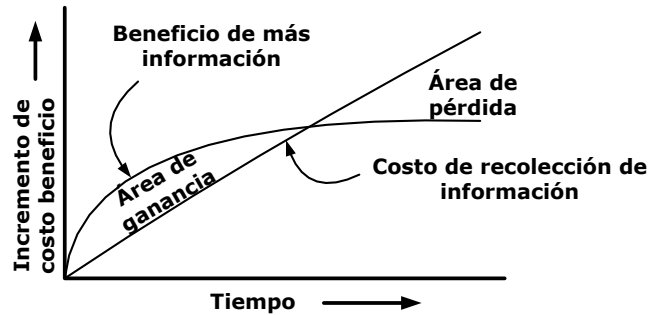 Beneficio de más
información
Área de
pérdida
Incremento de
costo beneficio
Área de
ganancia
Costo de recolección de
información
Tiempo